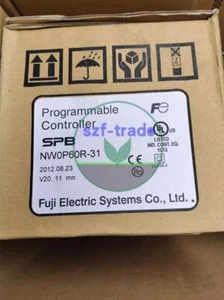 Programmable
Controller
SPB
NW0P60R-31
2012.08.23
V20. 11 mn
Fe
UL
LISTED
IND. CONT. EQ.
szf-trade
Fuji Electric Systems Co., Ltd.